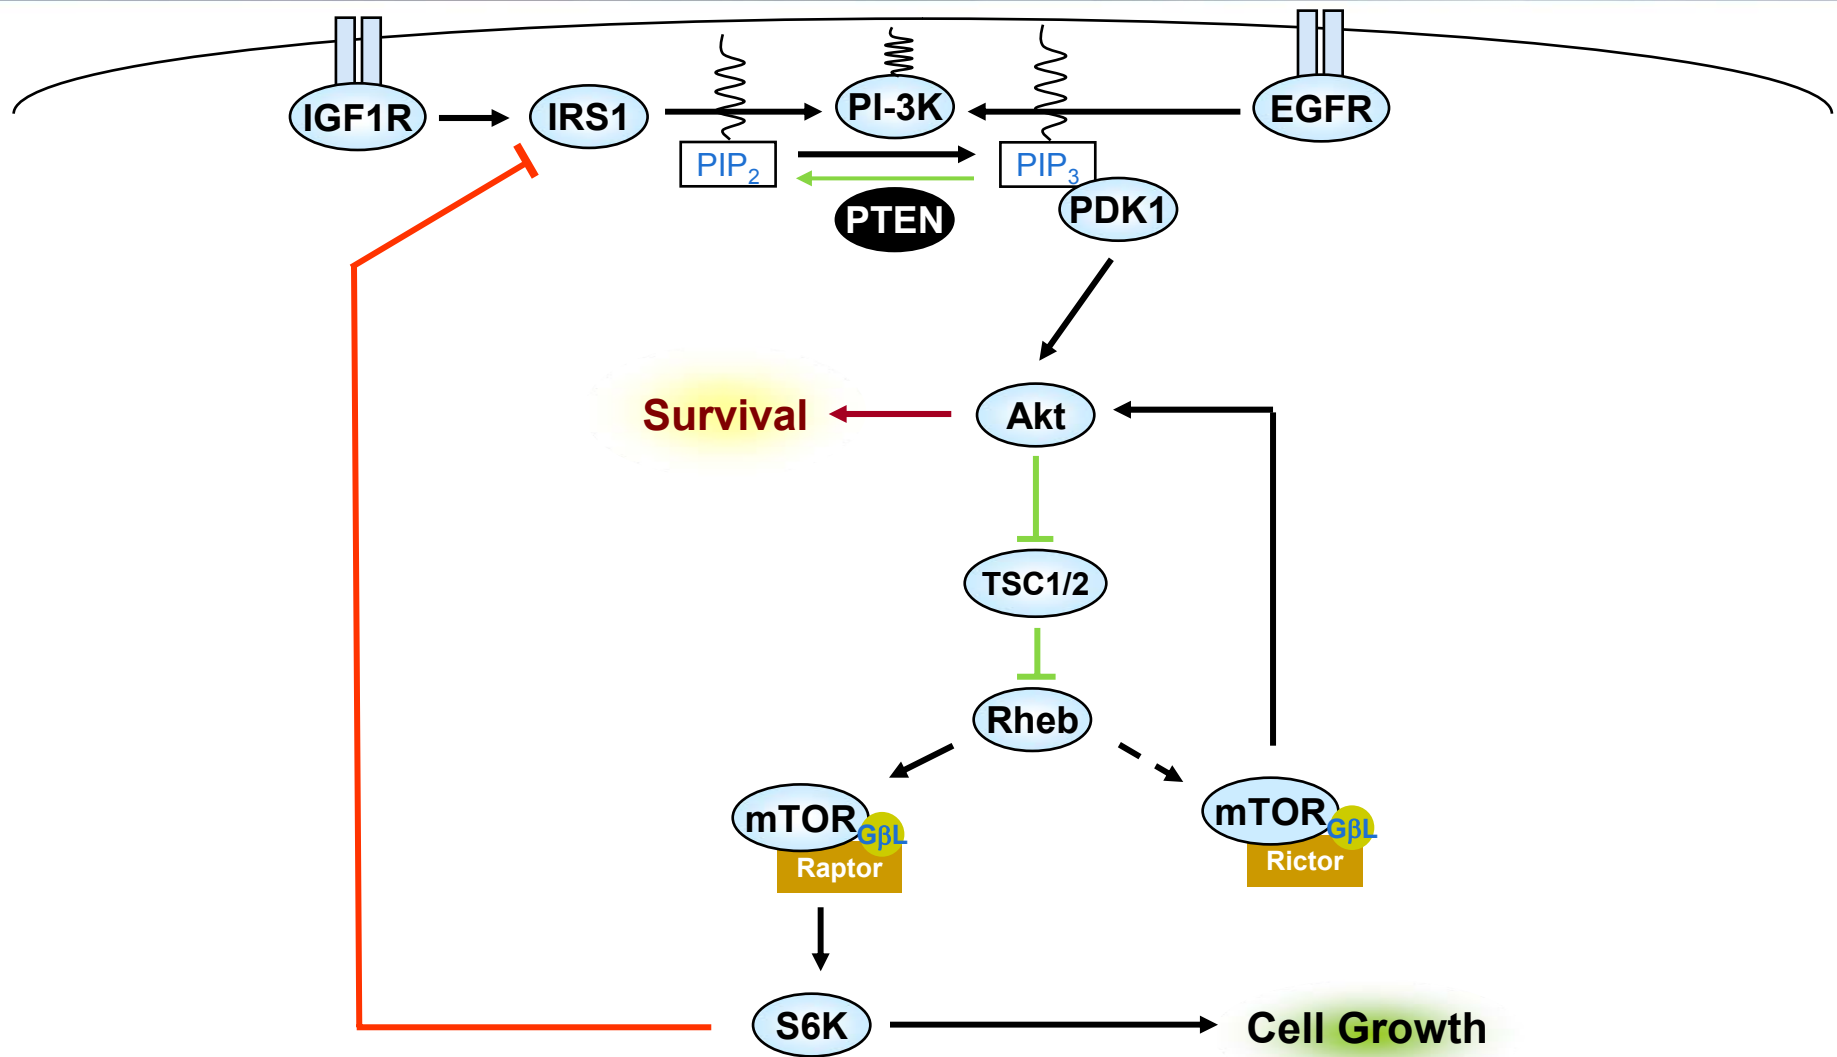 IGF1R
IRS1
PI-3K
EGFR
PIP2
PIP3
PTEN
PDK1
Survival
Akt
TSC1/2
Rheb
mTOR
GβL
Raptor
mTOR
GβL
Rictor
S6K
Cell Growth